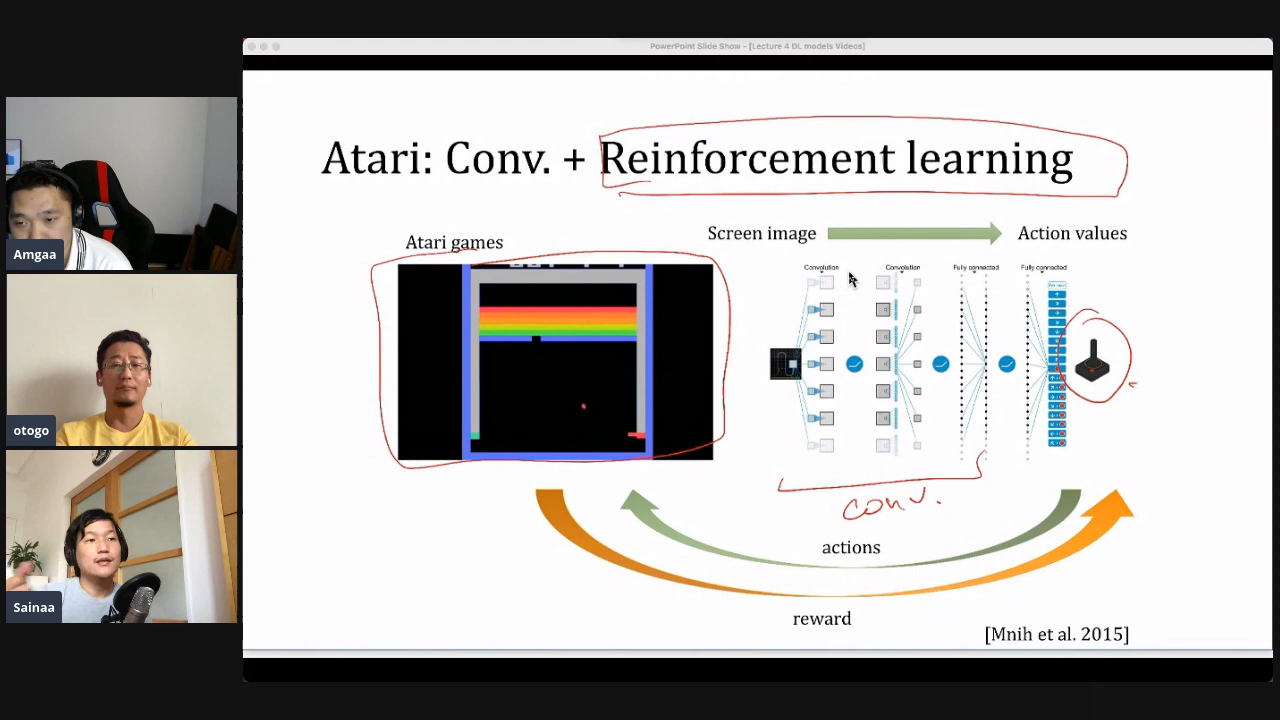 PowerPoint Slide Show - [Lecture 4 DL models Videos]
Atari: Conv. + Reinforcement learning
Atari games
Screen image
Action values
Convolution
Convolution
Fully connected
Fully connected
conv.
actions
reward
[Mnih et al. 2015]
Amgaa
otogo
Sainaa